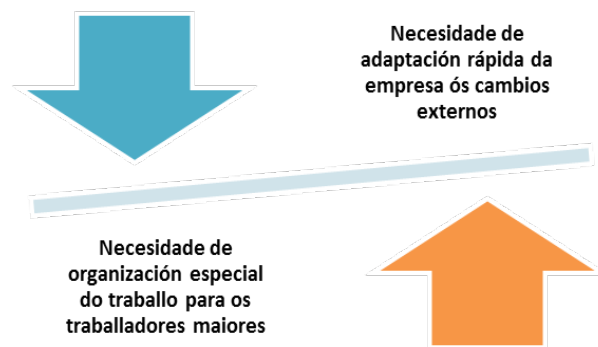 Necesidade de
adaptación rápida da
empresa ós cambios
externos
Necesidade de
organización especial
do traballo para os
traballadores maiores